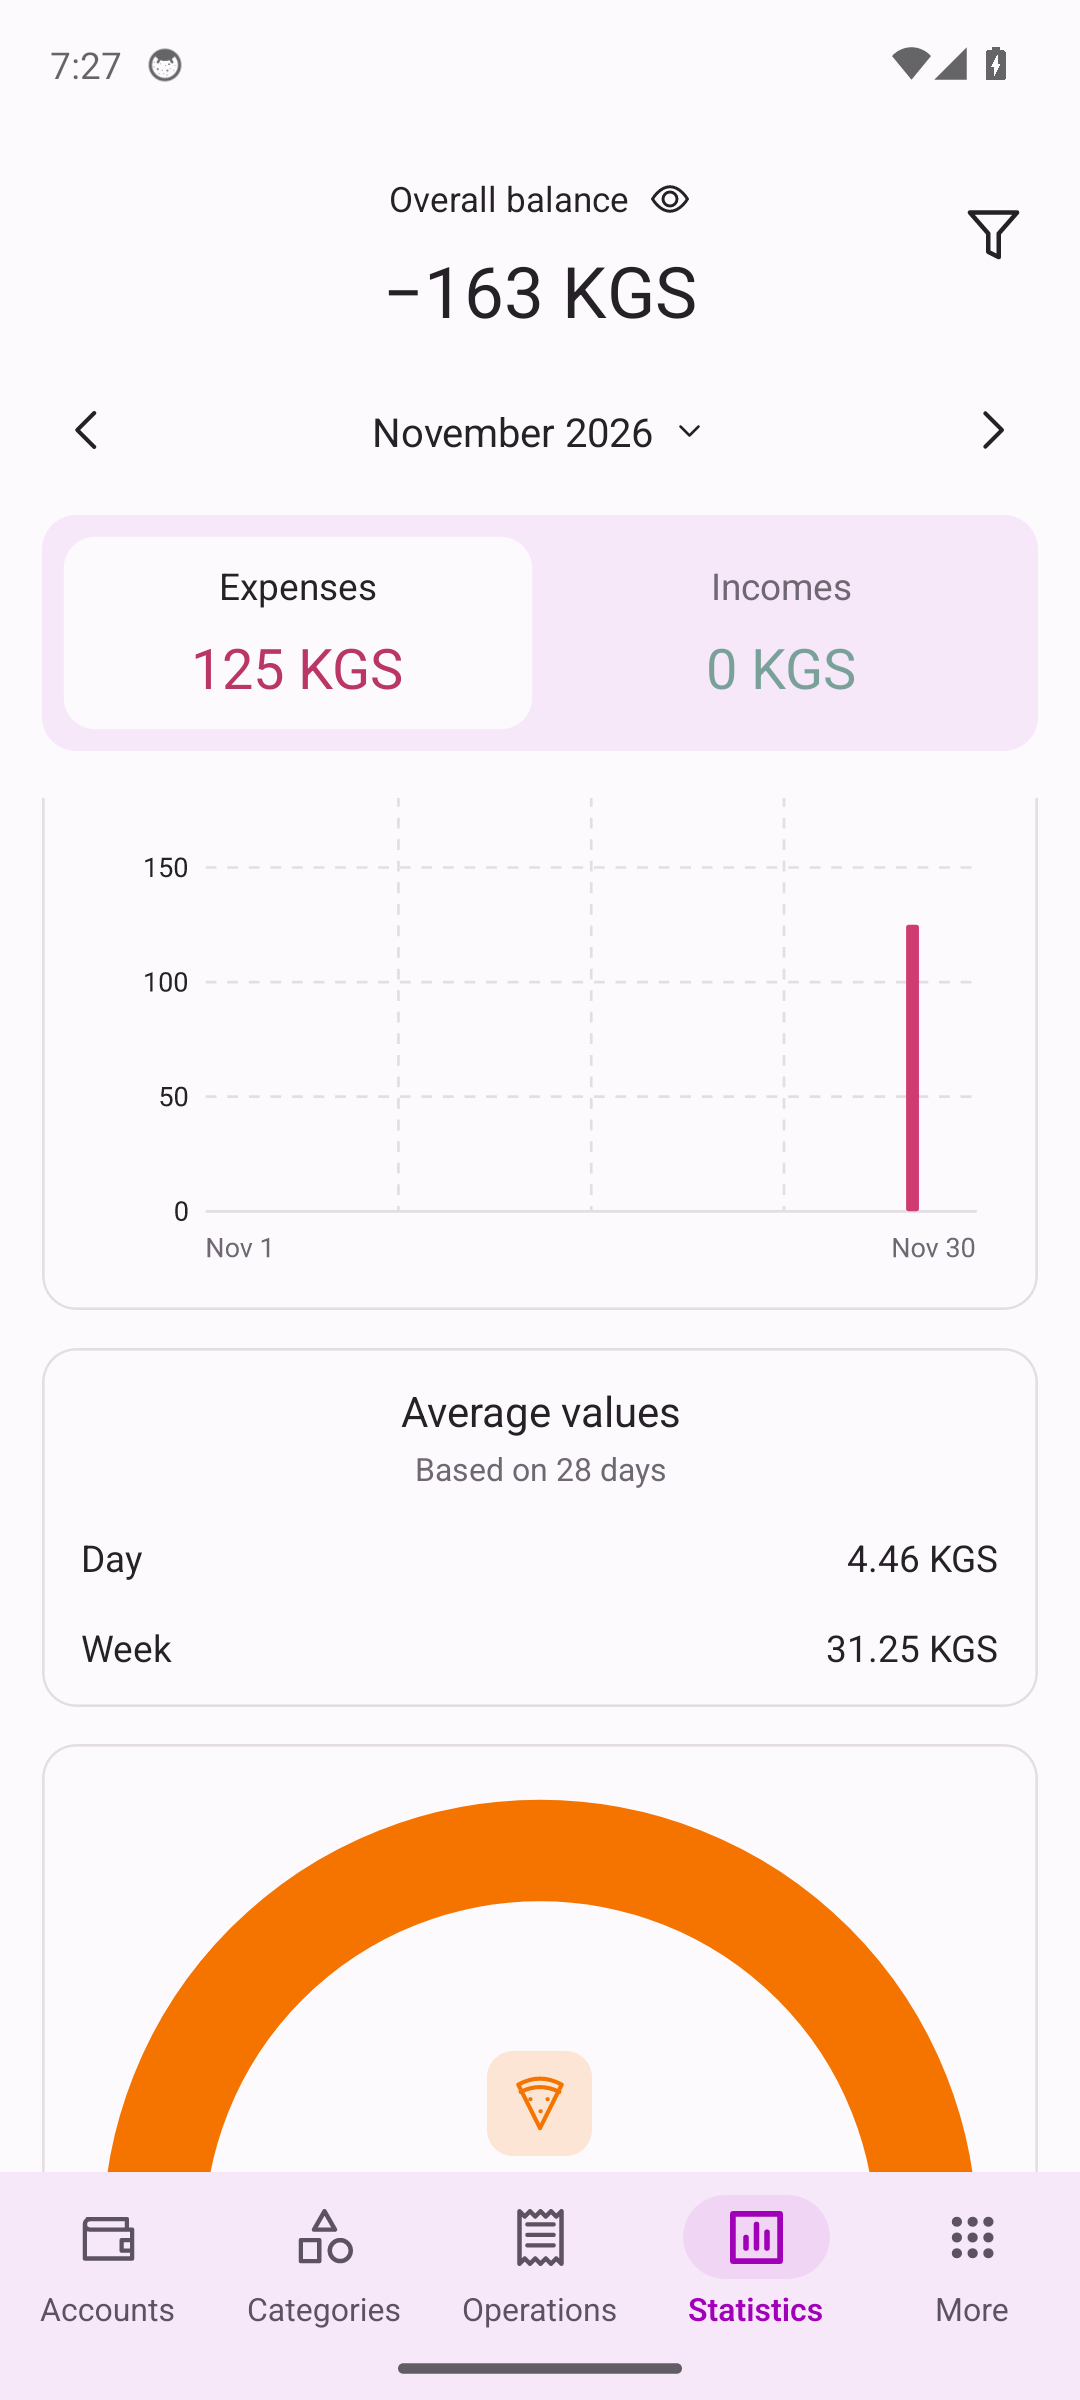 7:27
Overall balance
−163 KGS
November 2026
Expenses
125 KGS
Incomes
0 KGS
150
100
50
0
Nov 1
Nov 30
Average values
Based on 28 days
Day
4.46 KGS
Week
31.25 KGS
Accounts
Categories
Operations
Statistics
More